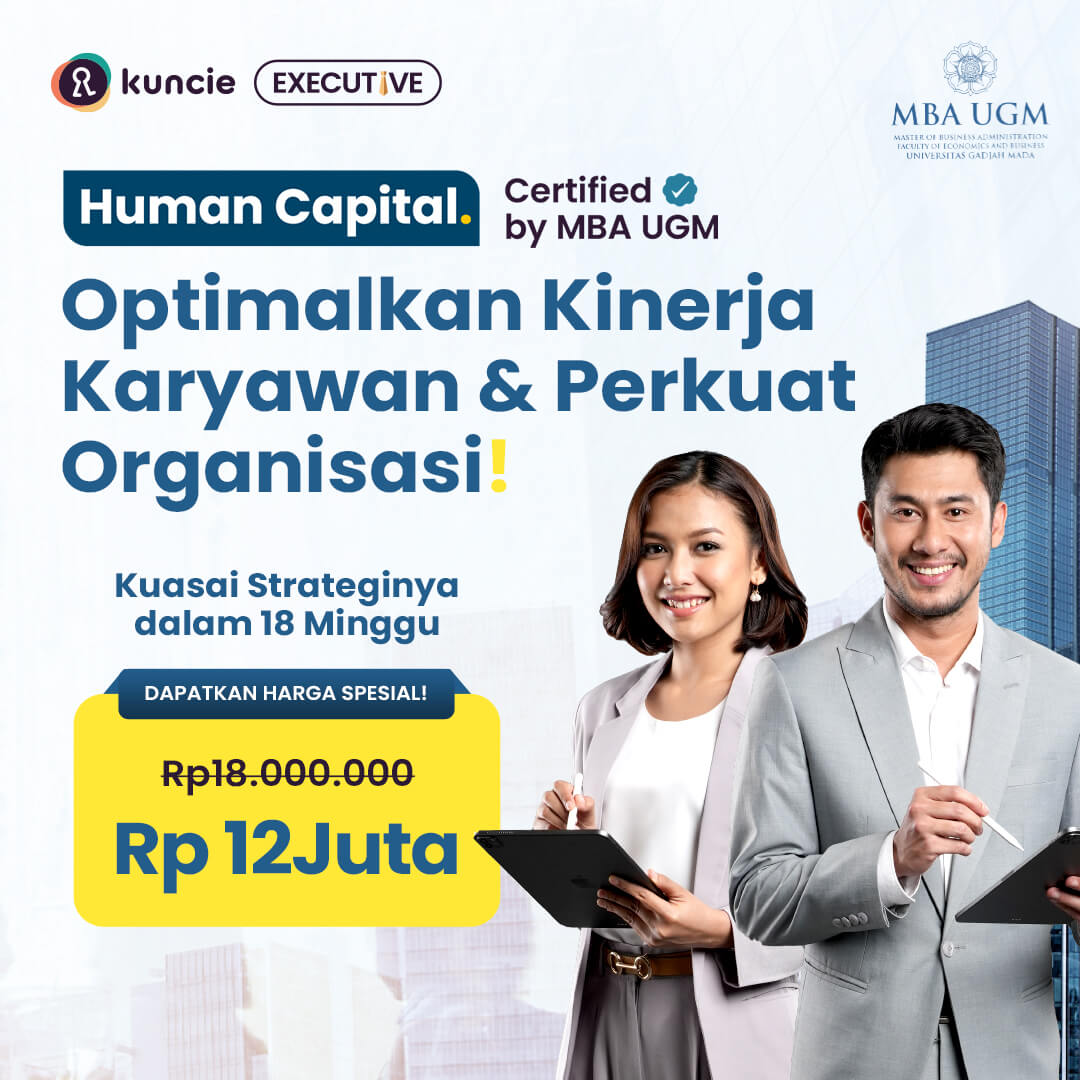 kuncie EXECUTIVE
MBA UGM
MASTER OF BUSINESS ADMINISTRATION
FACULTY OF ECONOMICS AND BUSINESS
UNIVERSITAS GADJAH MADA
Human Capital.
Certified
by MBA UGM
Optimalkan Kinerja
Karyawan & Perkuat
Organisasi!
Kuasai Strateginya
dalam 18 Minggu
DAPATKAN HARGA SPESIAL!
Rp18.000.000
Rp 12Juta